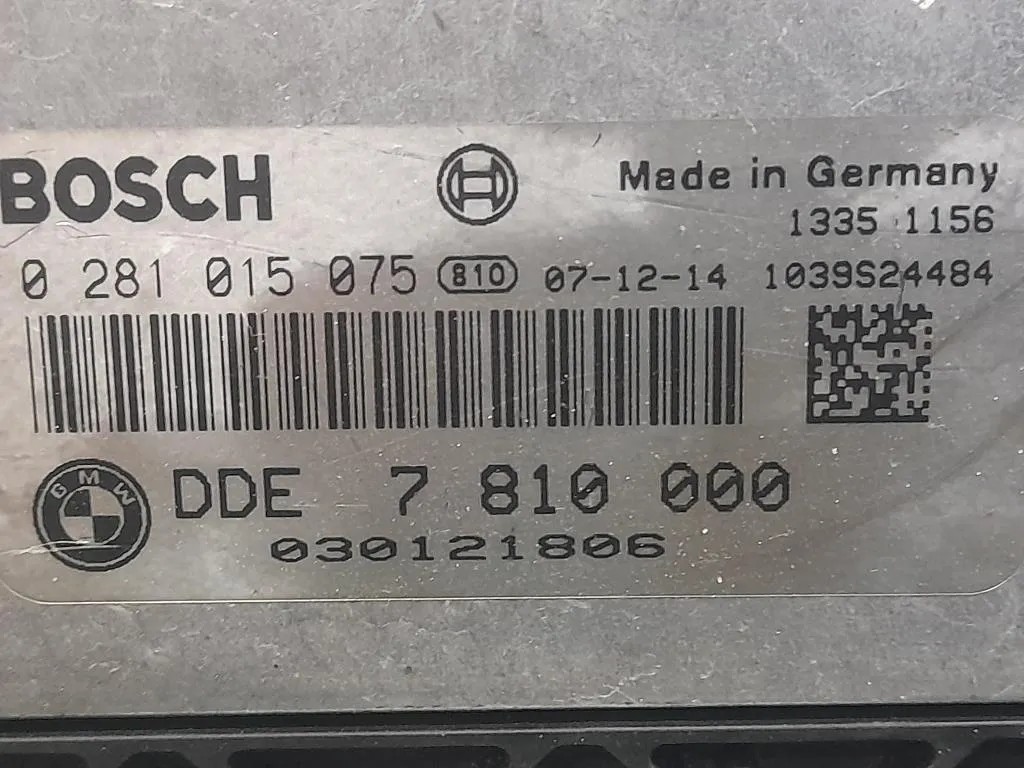 BOSCH
Made in Germany
1335 1156
0 281 015 075 810 07-12-14 1039S24484
BMW
DDE 7 810 000
030121806